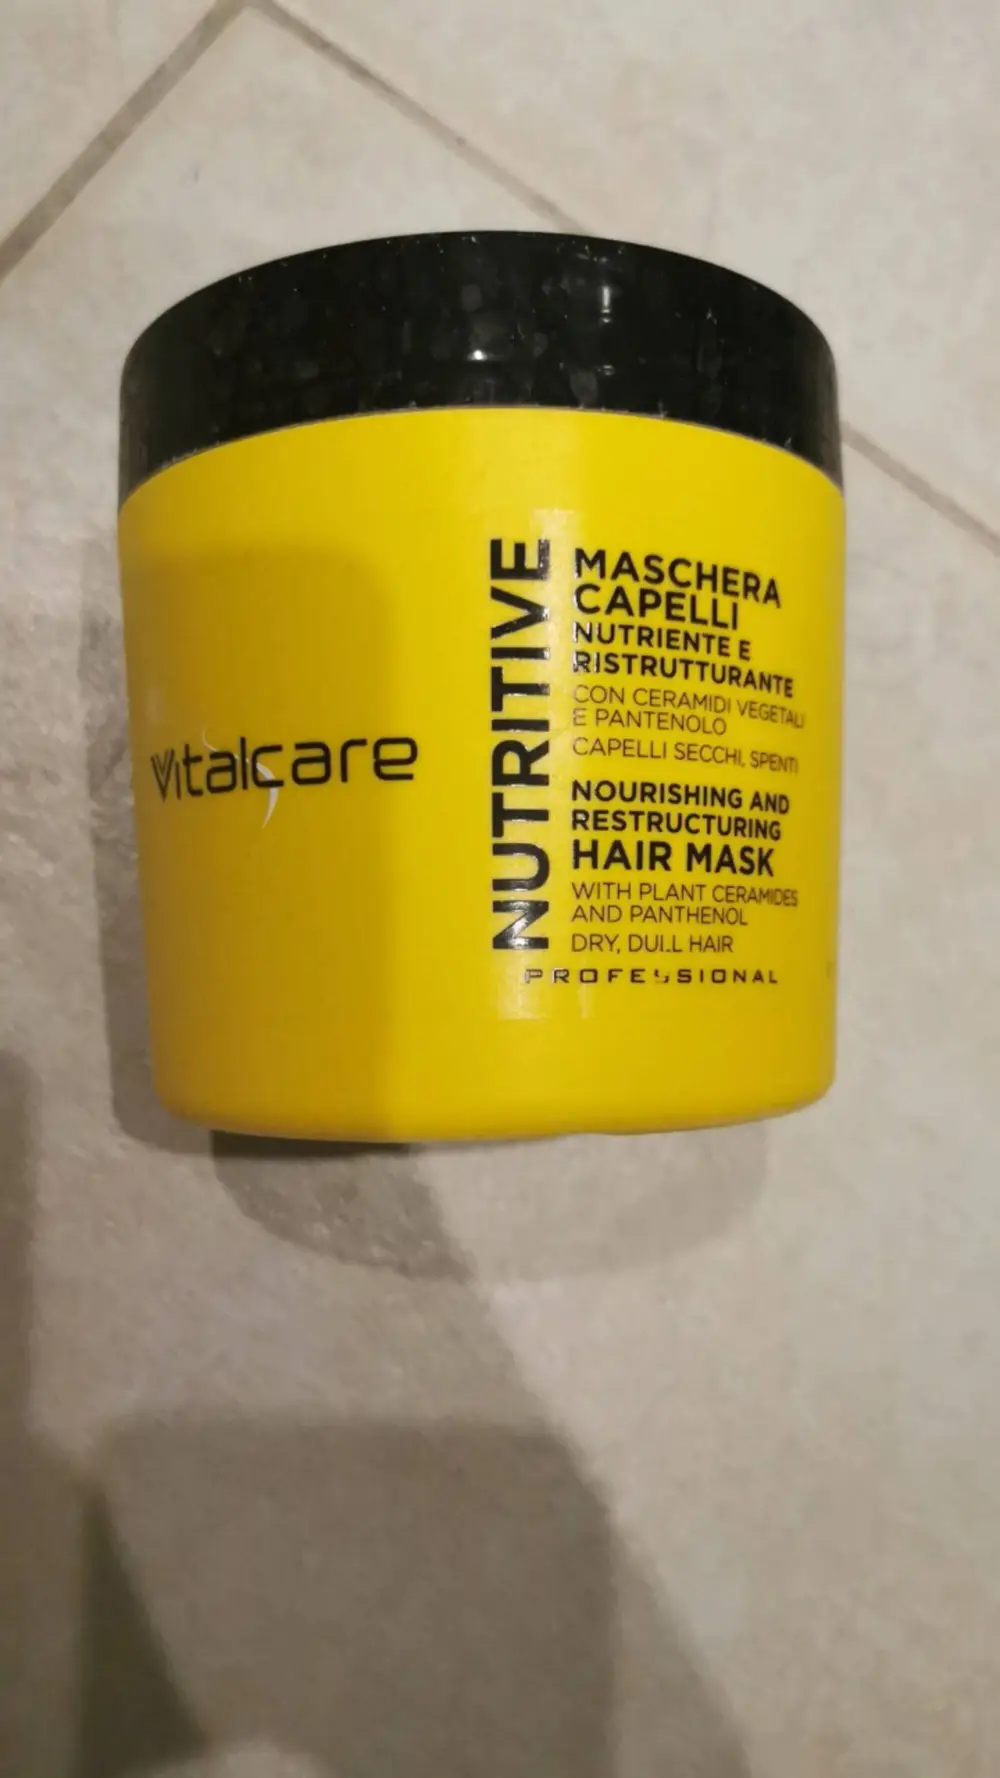 Vitalcare
NUTRITIVE
MASCHERA
CAPELLI
NUTRIENTE E
RISTRUTTURANTE
CON CERAMIDI VEGETALI
E PANTENOLO
CAPELLI SECCHI, SPENTI
NOURISHING AND
RESTRUCTURING
HAIR MASK
WITH PLANT CERAMIDES
AND PANTHENOL
DRY, DULL HAIR
PROFESSIONAL